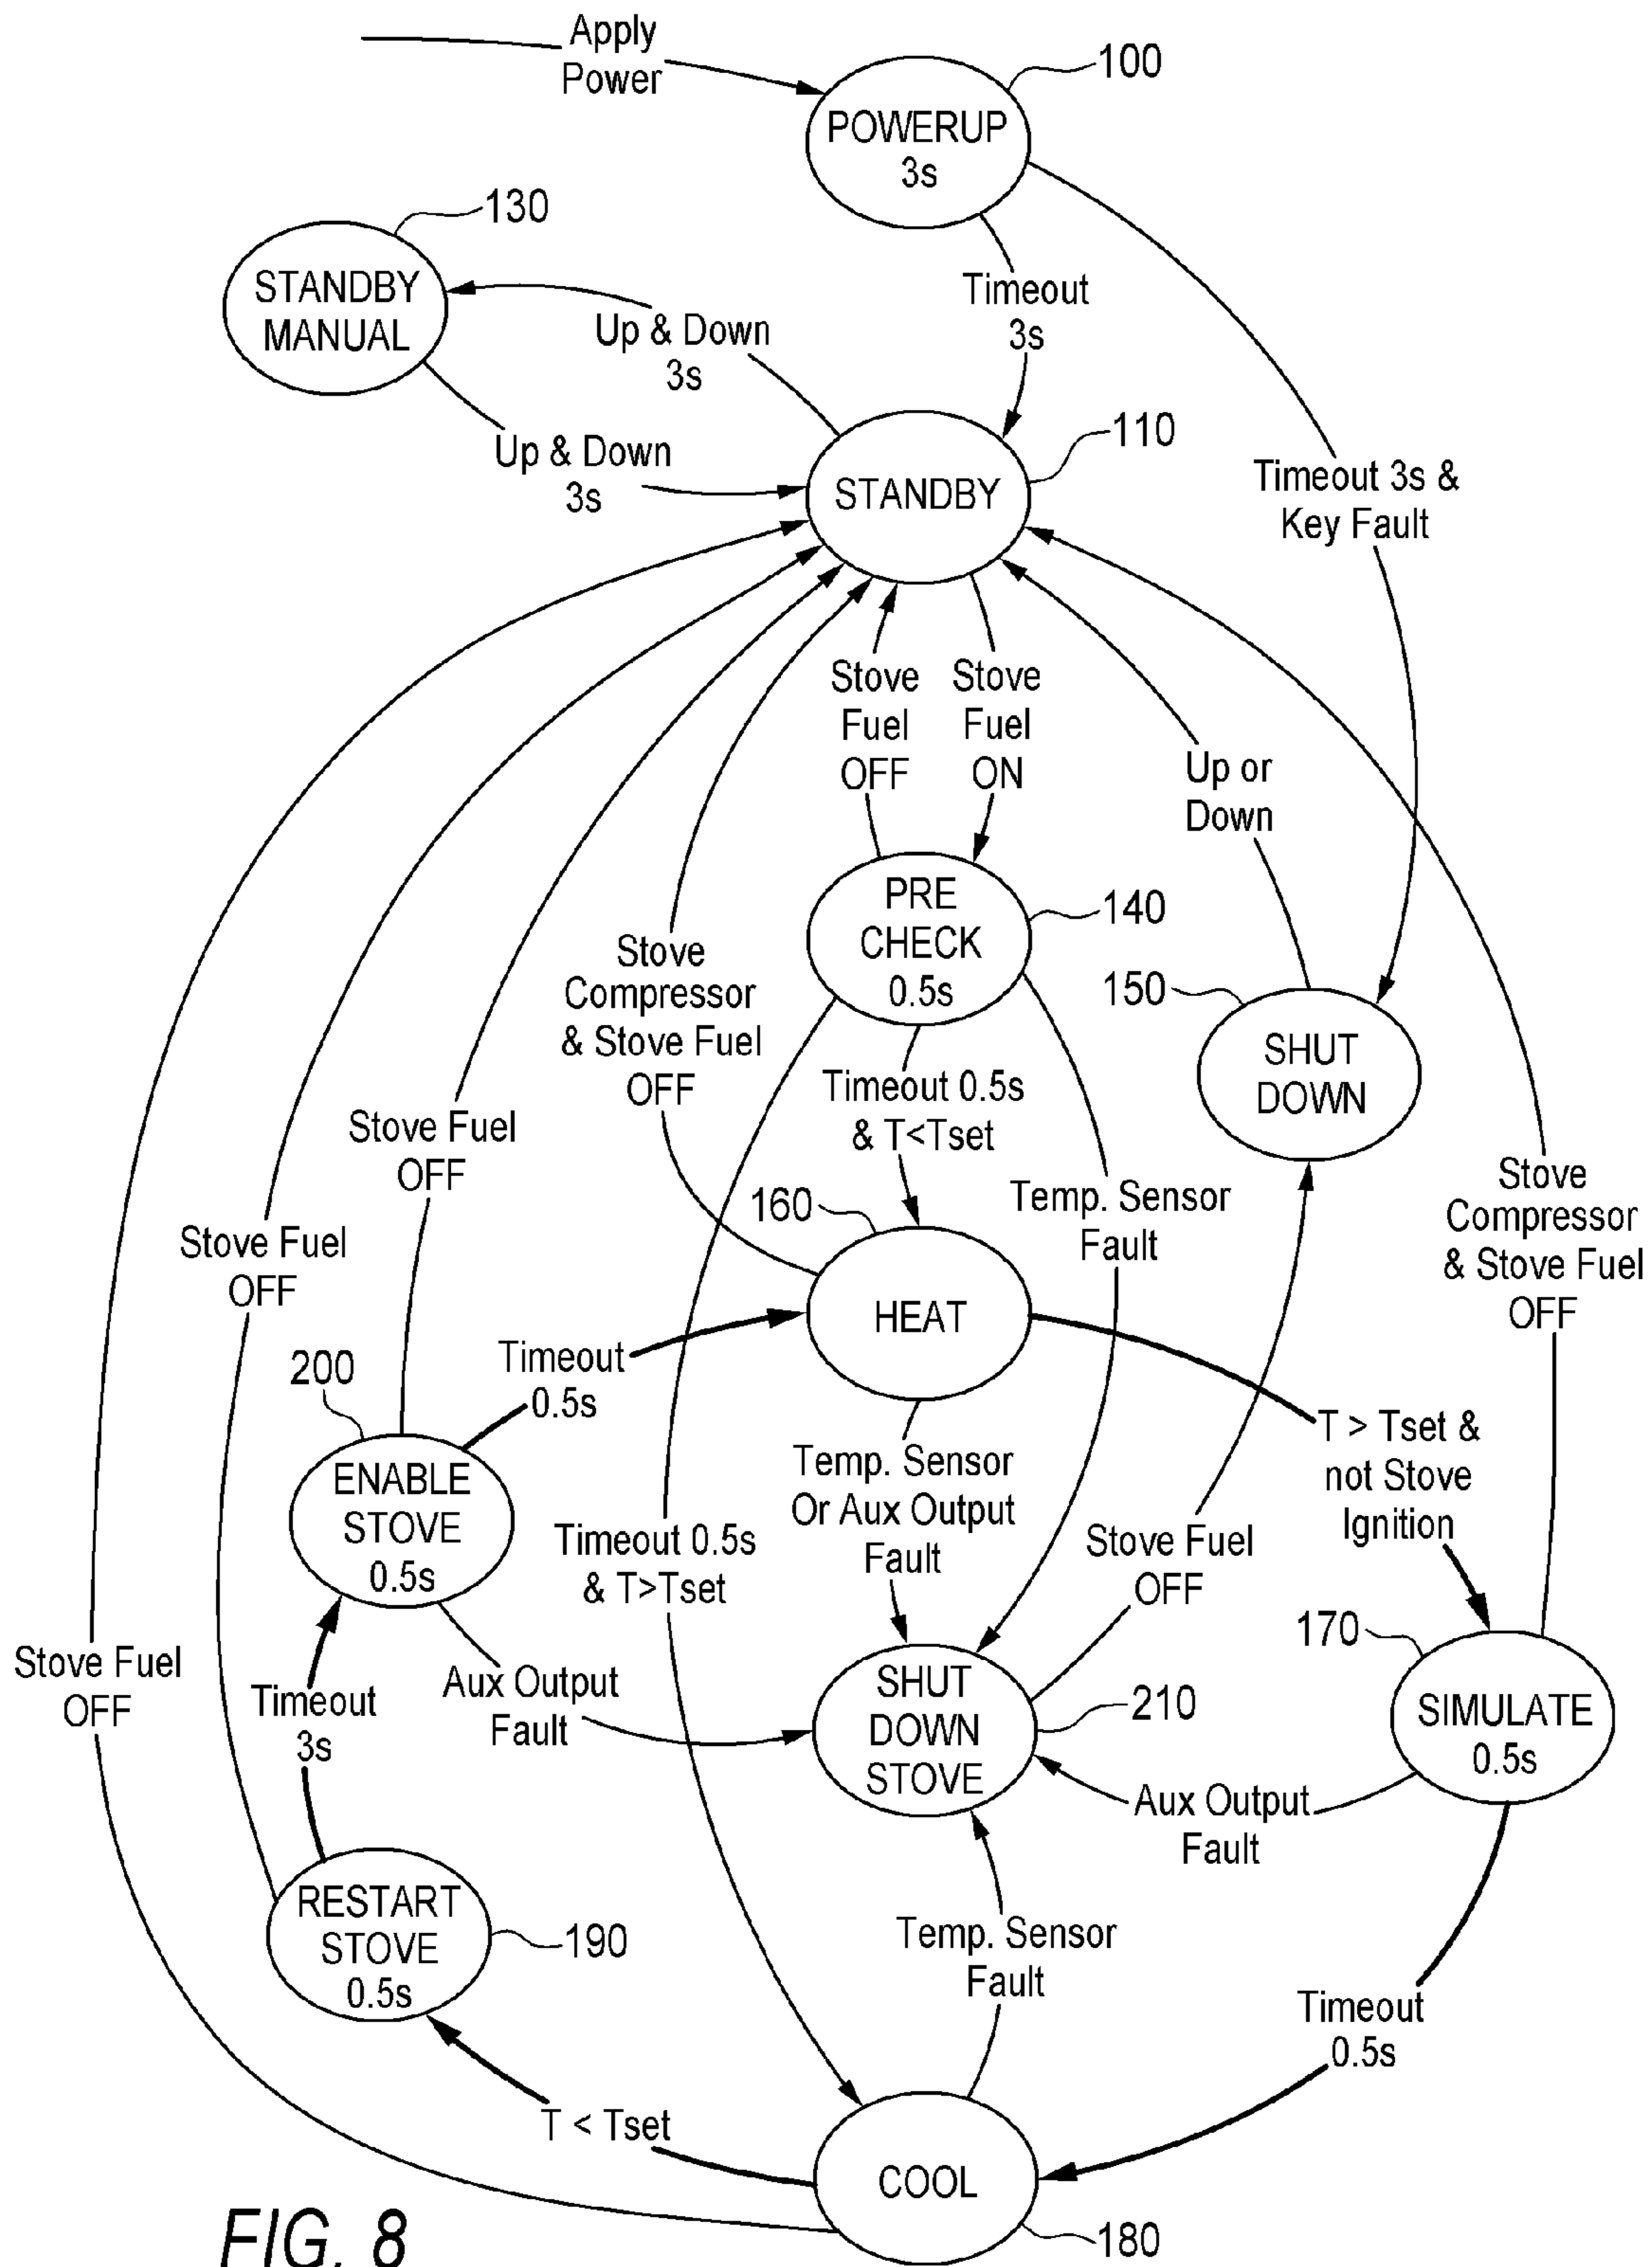 Apply
Power
100
POWERUP
3s
130
STANDBY
MANUAL
Timeout
3s
Up & Down
3s
110
Up & Down
3s
STANDBY
Timeout 3s &
Key Fault
Stove
Fuel
OFF
Stove
Fuel
ON
Up or
Down
PRE
CHECK
0.5s
140
150
SHUT
DOWN
Stove
Compressor
& Stove Fuel
OFF
Timeout 0.5s
& T<Tset
Stove Fuel
OFF
Temp. Sensor
Fault
Stove
Compressor
& Stove Fuel
OFF
160
Stove Fuel
OFF
HEAT
Timeout
0.5s
200
T > Tset &
not Stove
Ignition
ENABLE
STOVE
0.5s
Temp. Sensor
Or Aux Output
Fault
Timeout 0.5s
& T>Tset
Stove Fuel
OFF
170
Stove Fuel
OFF
Timeout
3s
Aux Output
Fault
SHUT
DOWN
STOVE
210
SIMULATE
0.5s
Aux Output
Fault
RESTART
STOVE
0.5s
190
Temp. Sensor
Fault
Timeout
0.5s
T < Tset
COOL
180
FIG. 8